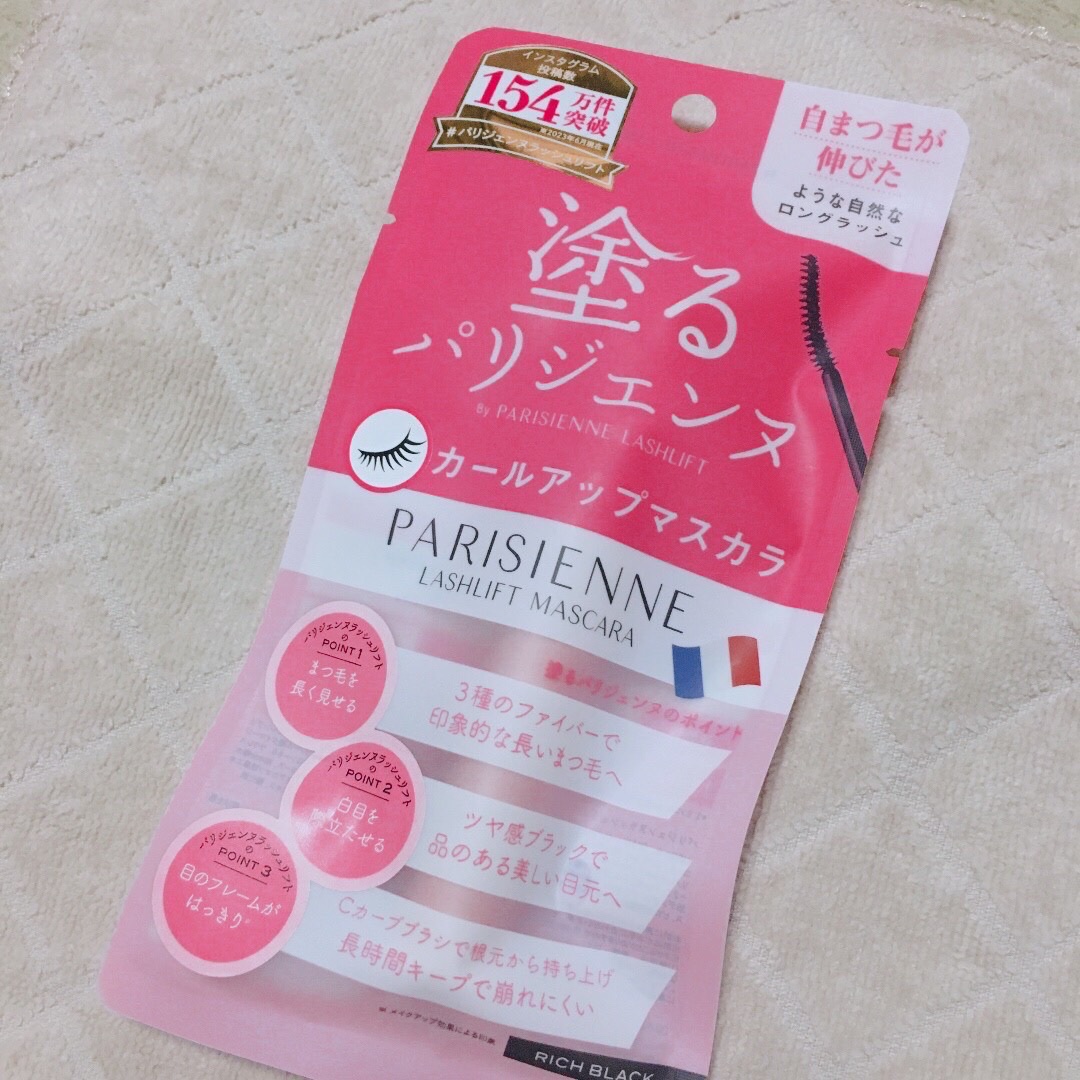 インスタグラム
投稿数
154万件
突破
※2023年6月現在
#パリジェンヌラッシュリフト
自まつ毛が
伸びた
ような自然な
ロングラッシュ
塗る
パリジェンヌ
By PARISIENNE LASHLIFT
カールアップマスカラ
PARISIENNE
LASHLIFT MASCARA
塗るパリジェンヌのポイント
パリジェンヌラッシュリフト
の
POINT 1
まつ毛を
長く見せる
3種のファイバーで
印象的な長いまつ毛へ
パリジェンヌラッシュリフト
の
POINT 2
白目を
際立たせる
ツヤ感ブラックで
品のある美しい目元へ
パリジェンヌラッシュリフト
の
POINT 3
目のフレームが
はっきり※
Cカーブブラシで根元から持ち上げ
長時間キープで崩れにくい
※メイクアップ効果による印象
RICH BLACK